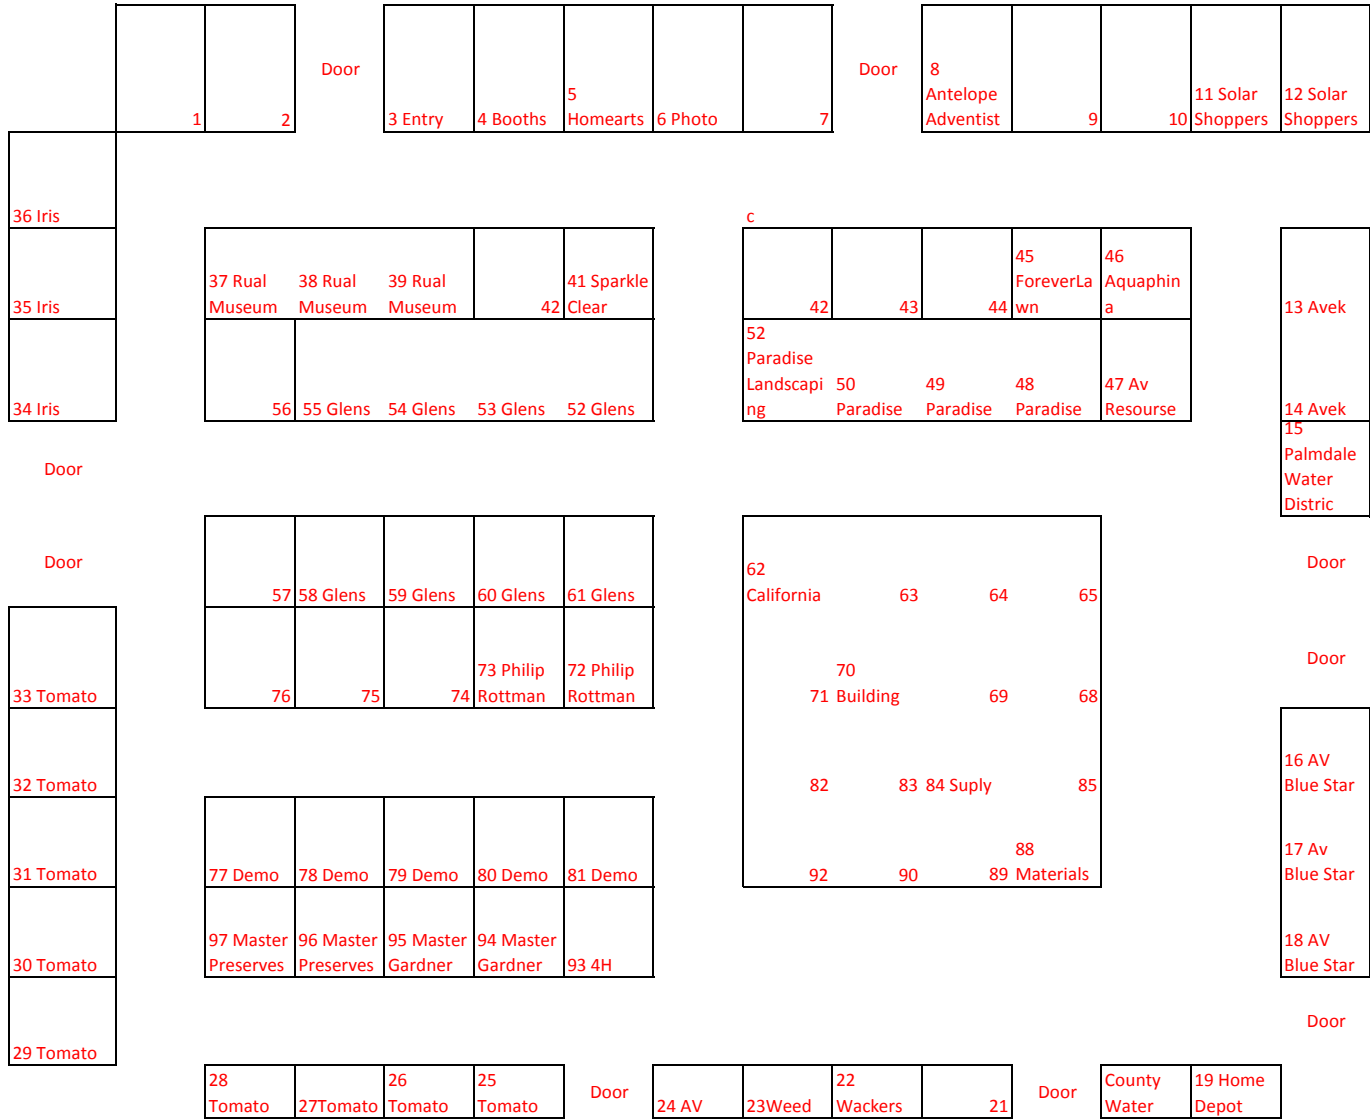 Door
Door
8
Antelope
Adventist
1
2
3 Entry
4 Booths
5
Homearts
6 Photo
7
9
10
11 Solar
Shoppers
12 Solar
Shoppers
36 Iris
c
35 Iris
37 Rual
Museum
38 Rual
Museum
39 Rual
Museum
42
41 Sparkle
Clear
42
43
44
45
ForeverLa
wn
46
Aquaphin
a
13 Avek
34 Iris
56
55 Glens
54 Glens
53 Glens
52 Glens
52
Paradise
Landscapi
ng
50
Paradise
49
Paradise
48
Paradise
47 Av
Resourse
14 Avek
Door
15
Palmdale
Water
Distric
Door
57
58 Glens
59 Glens
60 Glens
61 Glens
62
California
63
64
65
Door
33 Tomato
76
75
74
73 Philip
Rottman
72 Philip
Rottman
71
70
Building
69
68
Door
32 Tomato
82
83
84 Suply
85
16 AV
Blue Star
31 Tomato
77 Demo
78 Demo
79 Demo
80 Demo
81 Demo
92
90
89
88
Materials
17 Av
Blue Star
30 Tomato
97 Master
Preserves
96 Master
Preserves
95 Master
Gardner
94 Master
Gardner
93 4H
18 AV
Blue Star
29 Tomato
Door
28
Tomato
27Tomato
26
Tomato
25
Tomato
Door
24 AV
23Weed
22
Wackers
21
Door
County
Water
19 Home
Depot